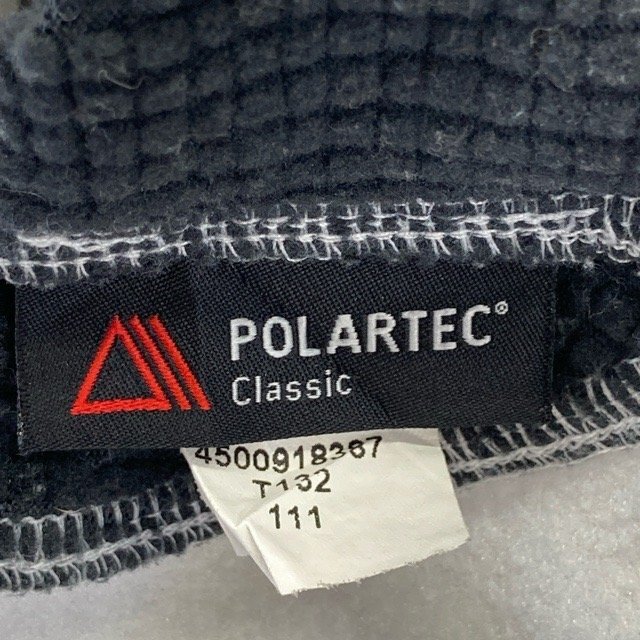 POLARTEC®
Classic
4500918367
T132
111